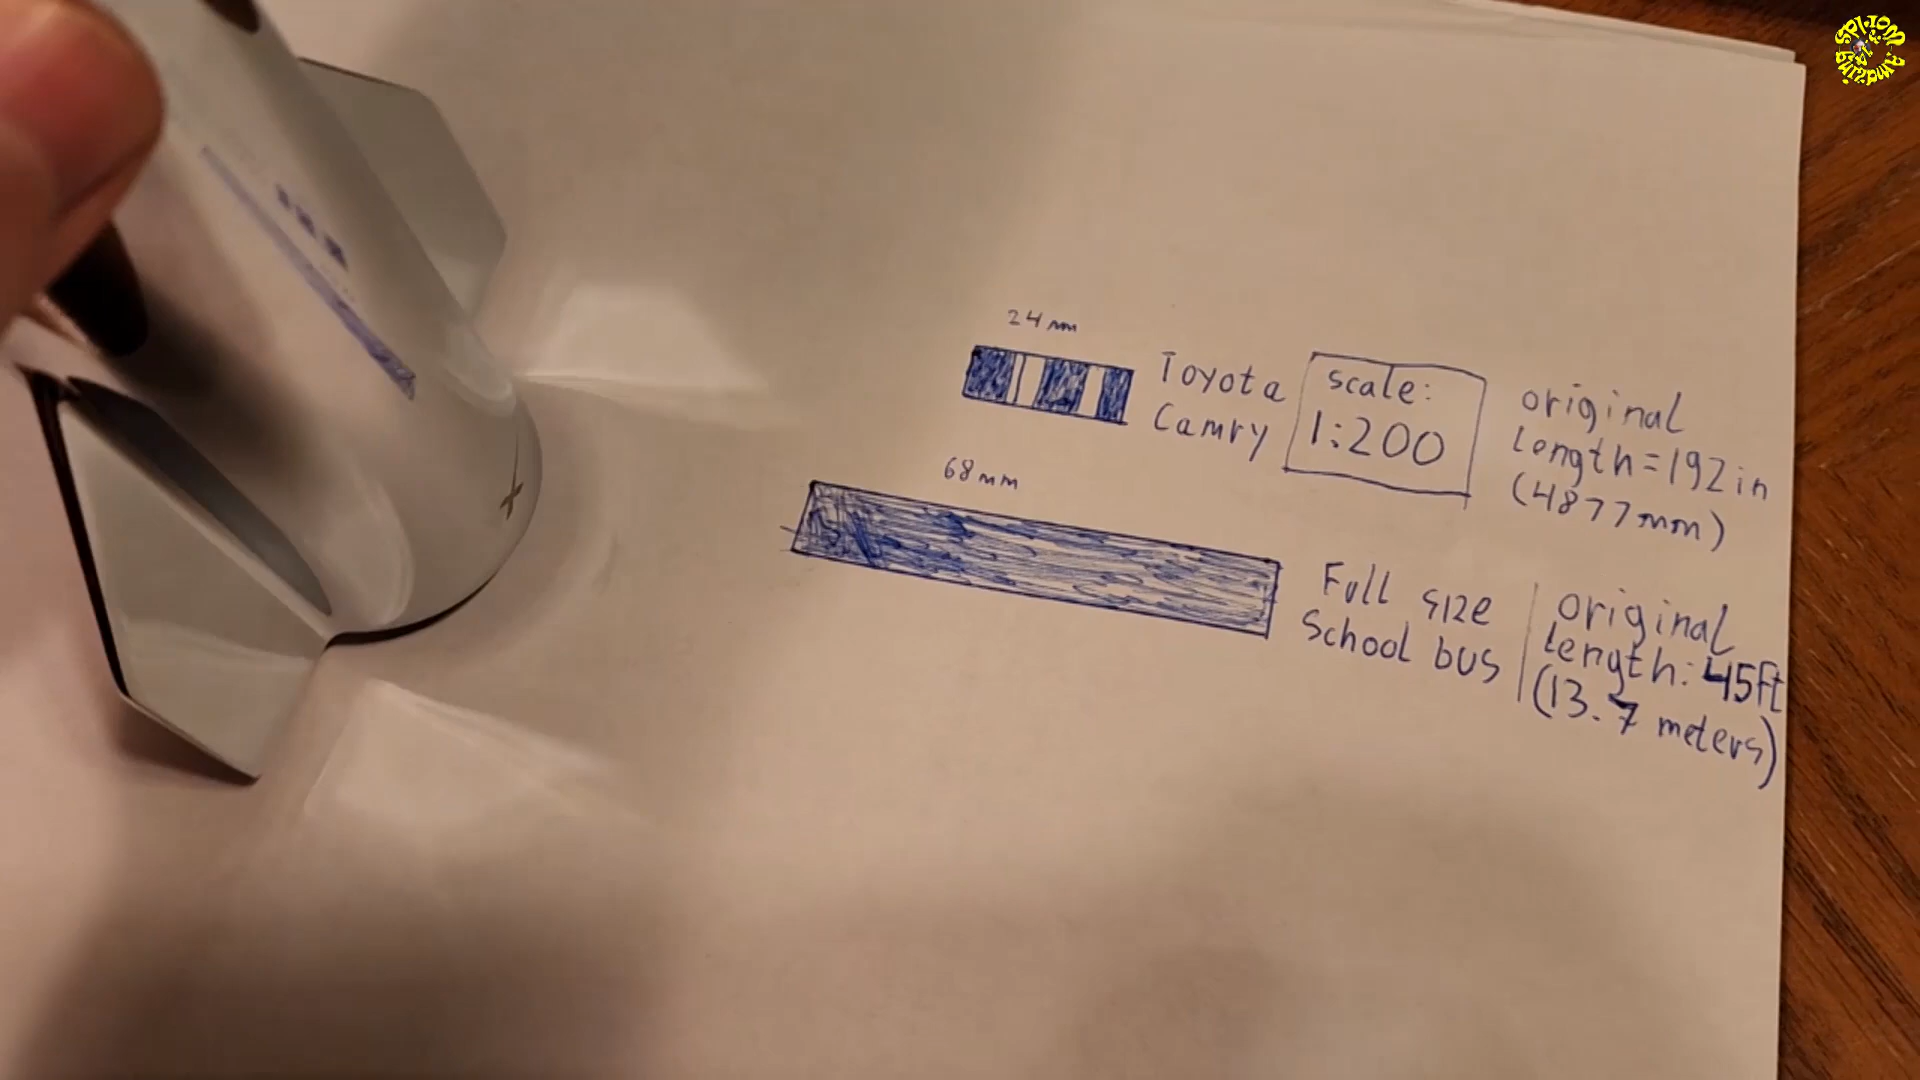 24mm
Toyota
Camry
scale:
1:200
original
length=192in
(4877mm)
68mm
Full size
School bus
original
length: 45Ft
(13.7 meters)